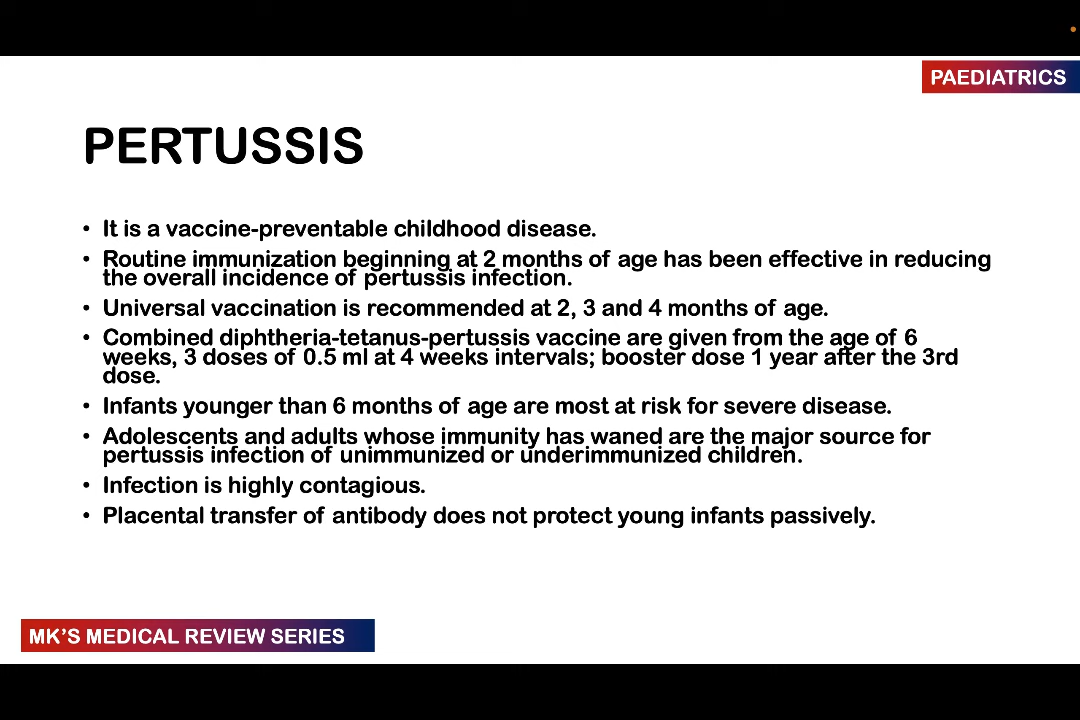 PAEDIATRICS
PERTUSSIS
• It is a vaccine-preventable childhood disease.
• Routine immunization beginning at 2 months of age has been effective in reducing
the overall incidence of pertussis infection.
• Universal vaccination is recommended at 2, 3 and 4 months of age.
• Combined diphtheria-tetanus-pertussis vaccine are given from the age of 6
weeks, 3 doses of 0.5 ml at 4 weeks intervals; booster dose 1 year after the 3rd
dose.
• Infants younger than 6 months of age are most at risk for severe disease.
• Adolescents and adults whose immunity has waned are the major source for
pertussis infection of unimmunized or underimmunized children.
• Infection is highly contagious.
• Placental transfer of antibody does not protect young infants passively.
MK'S MEDICAL REVIEW SERIES